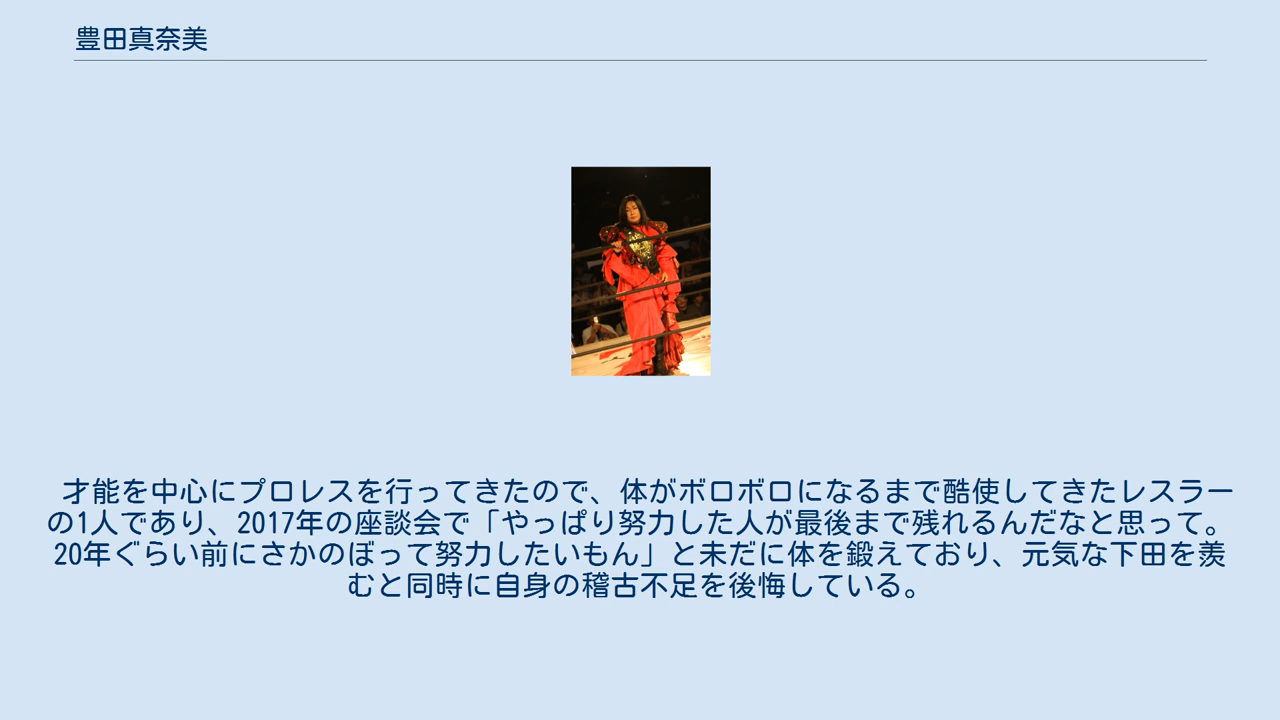 豊田真奈美
才能を中心にプロレスを行ってきたので、体がボロボロになるまで酷使してきたレスラー
の1人であり、2017年の座談会で「やっぱり努力した人が最後まで残れるんだなと思って。
20年ぐらい前にさかのぼって努力したいもん」と未だに体を鍛えており、元気な下田を羨
むと同時に自身の稽古不足を後悔している。